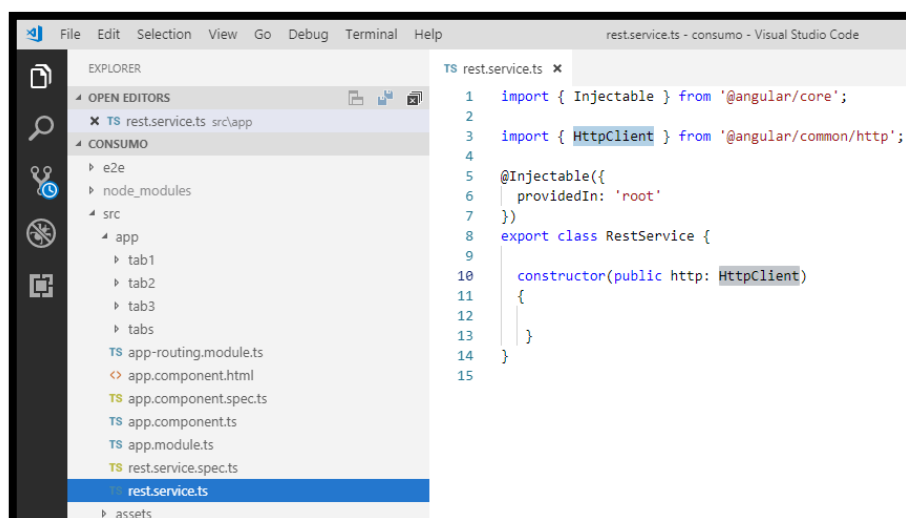 File Edit Selection View Go Debug Terminal Help rest.service.ts - consumo - Visual Studio Code
EXPLORER
OPEN EDITORS
TS rest.service.ts src\app
CONSUMO
e2e
node_modules
src
app
tab1
tab2
tab3
tabs
TS app-routing.module.ts
<> app.component.html
TS app.component.spec.ts
TS app.component.ts
TS app.module.ts
TS rest.service.spec.ts
TS rest.service.ts
assets
TS rest.service.ts
1 import { Injectable } from '@angular/core';
2
3 import { HttpClient } from '@angular/common/http';
4
5 @Injectable({
6 providedIn: 'root'
7 })
8 export class RestService {
9
10 constructor(public http: HttpClient)
11 {
12
13 }
14 }
15